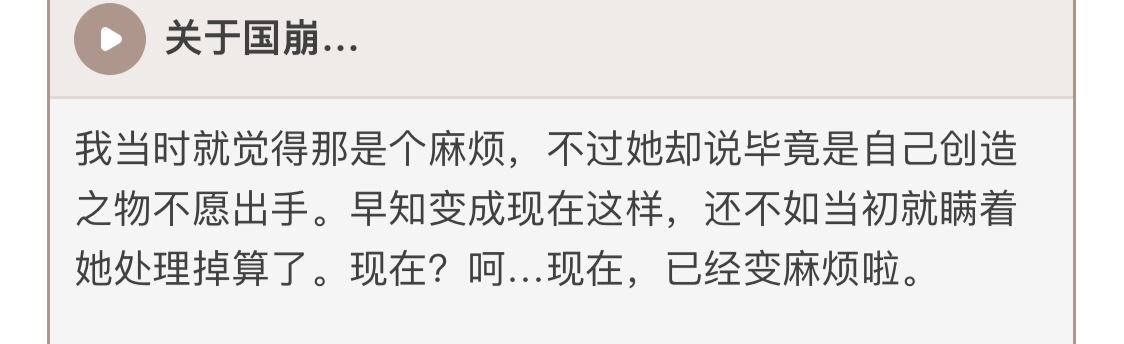 关于国崩...
我当时就觉得那是个麻烦，不过她却说毕竟是自己创造
之物不愿出手。早知变成现在这样，还不如当初就瞒着
她处理掉算了。现在？呵...现在，已经变麻烦啦。